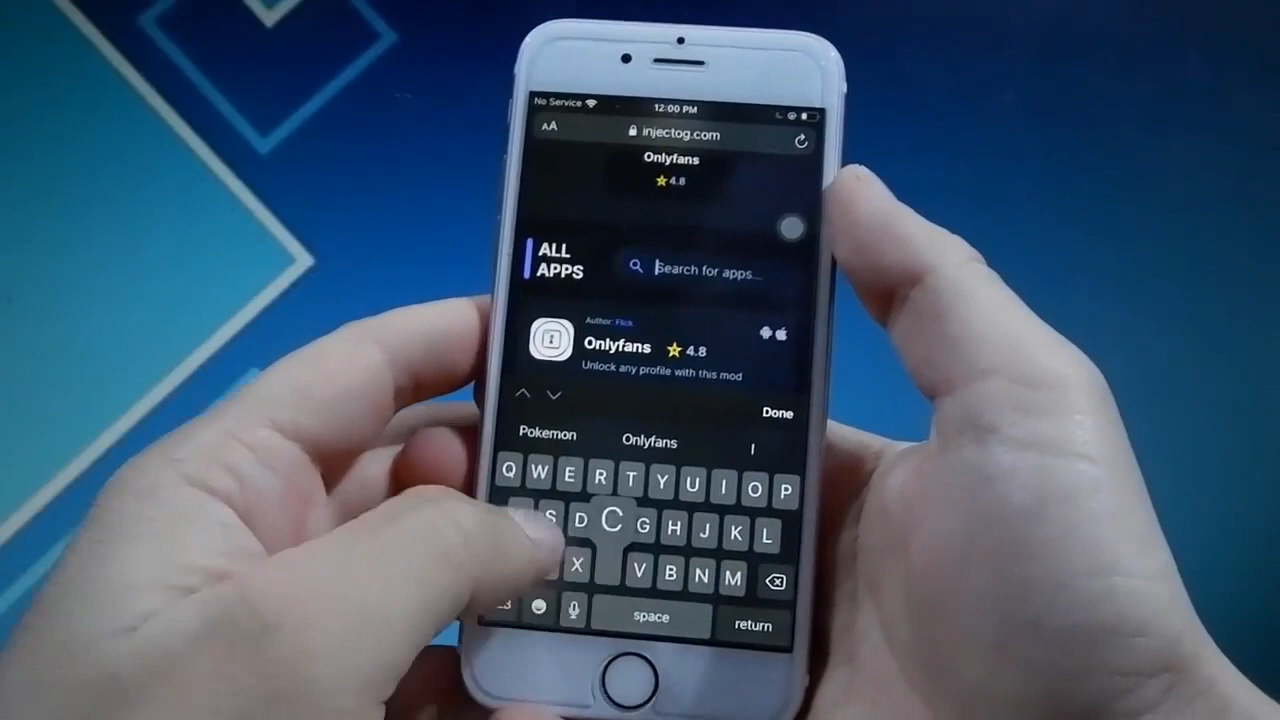 No Service 12:00 PM
AA injectog.com
Onlyfans
4.8
ALL APPS
Search for apps...
Author: Flick
Onlyfans 4.8
Unlock any profile with this mod
Done
Pokemon Onlyfans I
Q W E R T Y U I O P
S D C G H J K L
X V B N M
space return